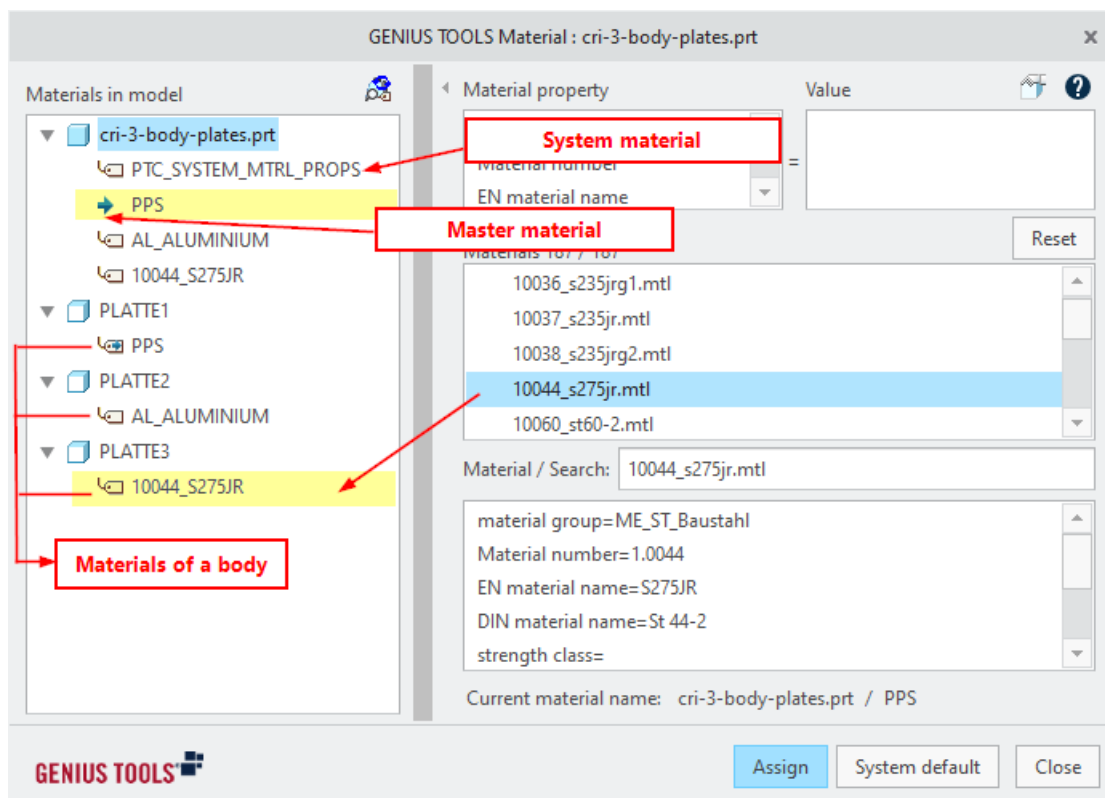 GENIUS TOOLS Material : cri-3-body-plates.prt
Materials in model
cri-3-body-plates.prt
PTC_SYSTEM_MTRL_PROPS
PPS
AL_ALUMINIUM
10044_S275JR
PLATTE1
PPS
PLATTE2
AL_ALUMINIUM
PLATTE3
10044_S275JR
Materials of a body
Material property
Value
System material
Material number
=
EN material name
Master material
Reset
Materials 187 / 187
10036_s235jrg1.mtl
10037_s235jr.mtl
10038_s235jrg2.mtl
10044_s275jr.mtl
10060_st60-2.mtl
Material / Search: 10044_s275jr.mtl
material group=ME_ST_Baustahl
Material number=1.0044
EN material name=S275JR
DIN material name=St 44-2
strength class=
Current material name: cri-3-body-plates.prt / PPS
GENIUS TOOLS
Assign
System default
Close